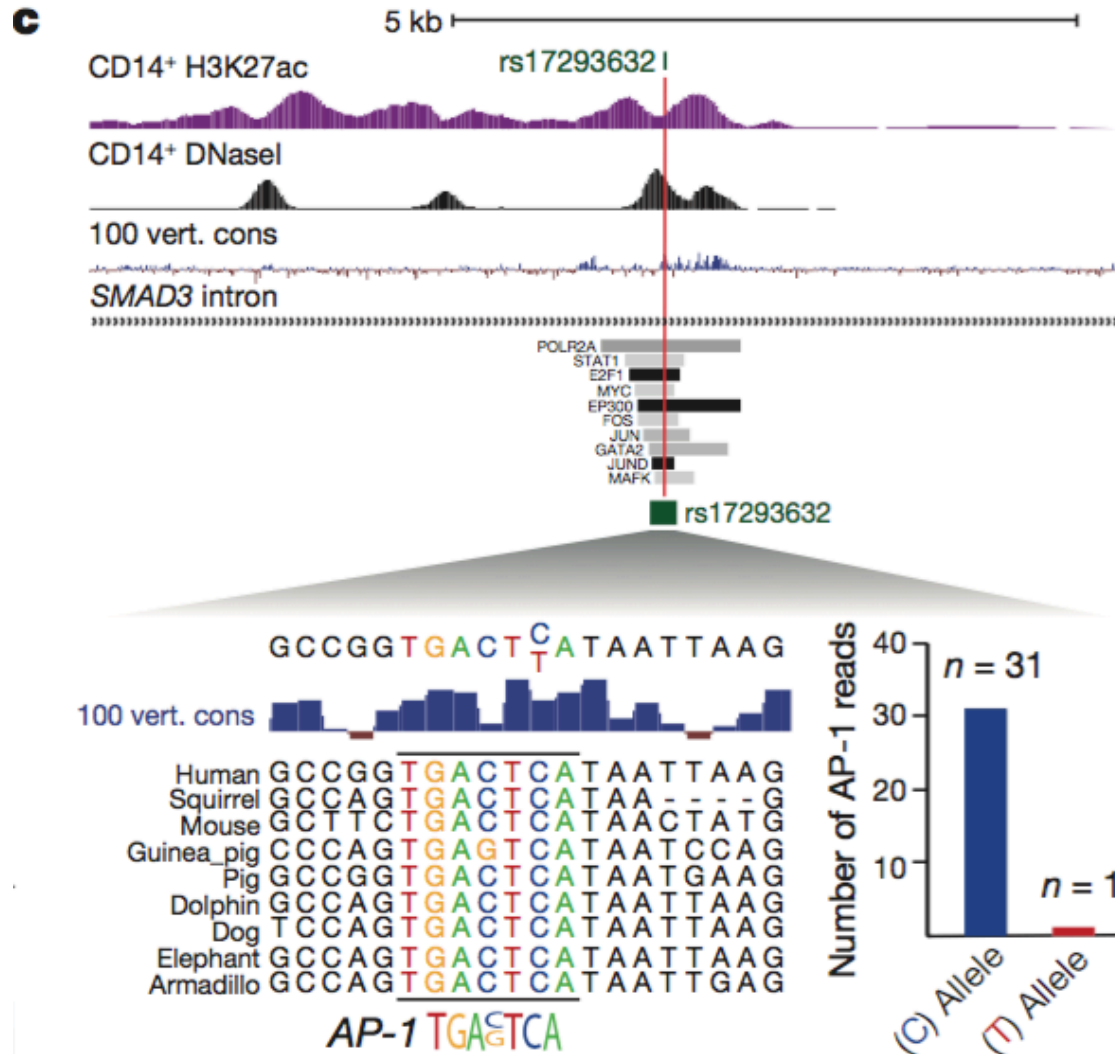 c
5 kb
rs17293632
CD14+ H3K27ac
CD14+ DNaseI
100 vert. cons
SMAD3 intron
POLR2A
STAT1
E2F1
MYC
EP300
FOS
JUN
GATA2
JUND
MAFK
rs17293632
GCCGGTGACTCATAATTAAG
T
100 vert. cons
Human GCCGGTGACTCATAATTAAG
Squirrel GCCAGTGACTCATAA----G
Mouse GCTTCTGACTCATAACTATG
Guinea_pig CCCAGTGAGTCATAATCCAG
Pig GCCGGTGACTCATAATGAAG
Dolphin GCCAGTGACTCATAATTAAG
Dog TCCAGTGACTCATAATTAAG
Elephant GCCAGTGACTCATAATTAAG
Armadillo GCCAGTGACTCATAATTGAG
AP-1 TGACTCA
G
Number of AP-1 reads
40
30
20
10
n = 31
n = 1
(C) Allele
(T) Allele